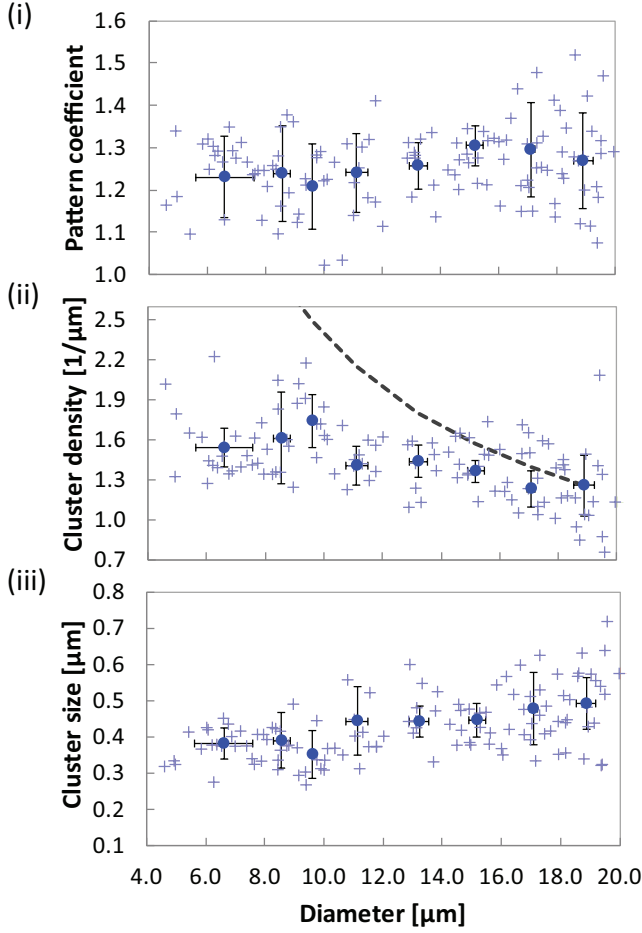 (i)
Pattern coefficient
1.6
1.5
1.4
1.3
1.2
1.1
1.0
(ii)
Cluster density [1/μm]
2.5
2.2
1.9
1.6
1.3
1.0
0.7
(iii)
Cluster size [μm]
0.8
0.7
0.6
0.5
0.4
0.3
0.2
0.1
4.0 6.0 8.0 10.0 12.0 14.0 16.0 18.0 20.0
Diameter [μm]